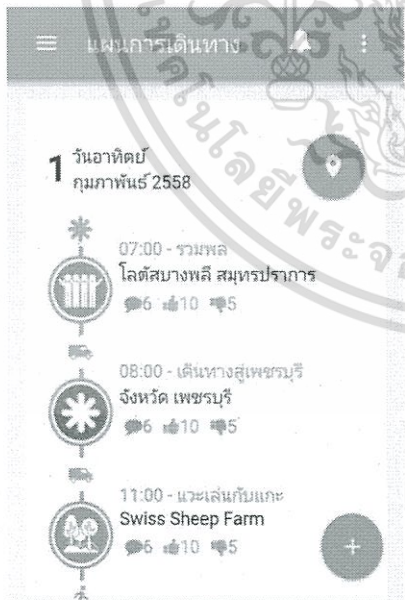 แผนการเดินทาง
1 วันอาทิตย์
กุมภาพันธ์ 2558
07:00 - รวมพล
โลตัสบางพลี สมุทรปราการ
6 10 5
08:00 - เดินทางสู่เพชรบุรี
จังหวัด เพชรบุรี
6 10 5
11:00 - แวะเล่นกับแกะ
Swiss Sheep Farm
6 10 5